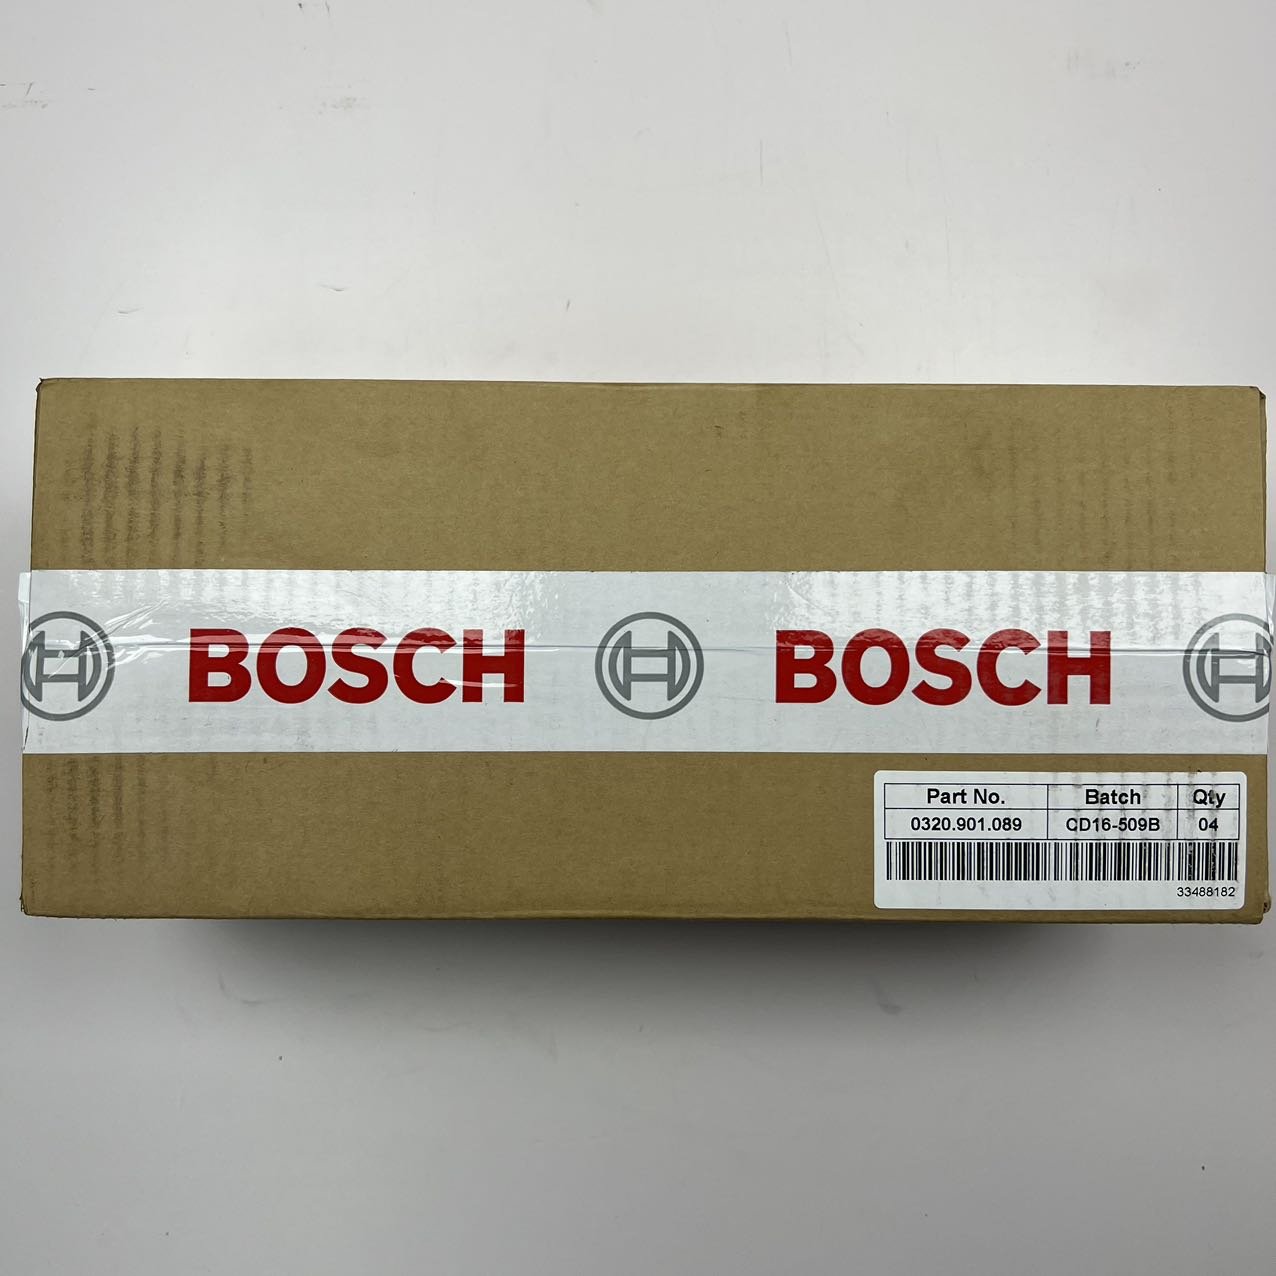 BOSCH BOSCH
Part No. Batch Qty
0320.901.089 CD16-509B 04
33488182